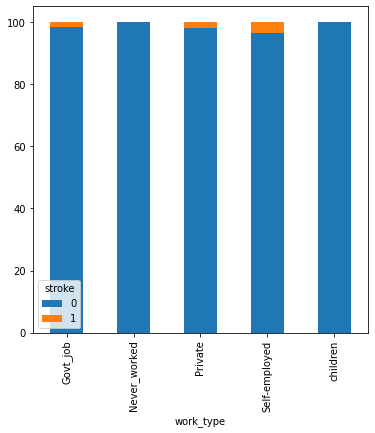 100
80
60
40
20
0
stroke
0
1
Govt_job
Never_worked
Private
Self-employed
children
work_type